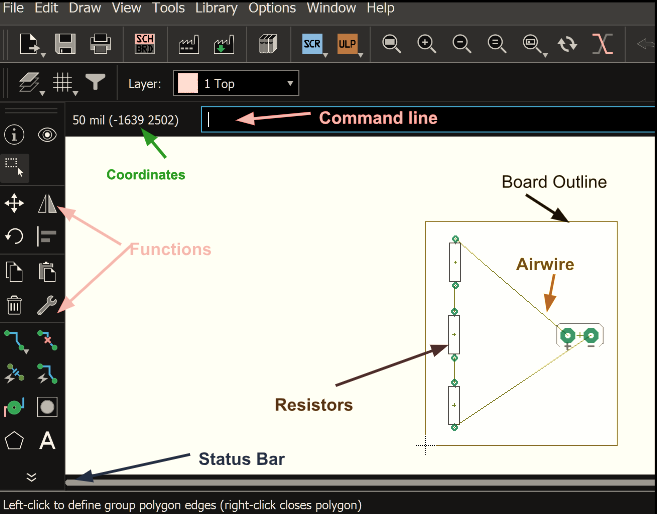 File Edit Draw View Tools Library Options Window Help
SCH BRD SCR ULP
Layer: 1 Top
50 mil (-1639 2502)
Command line
Coordinates
Board Outline
Functions
Airwire
+ −
Resistors
A
Status Bar
Left-click to define group polygon edges (right-click closes polygon)